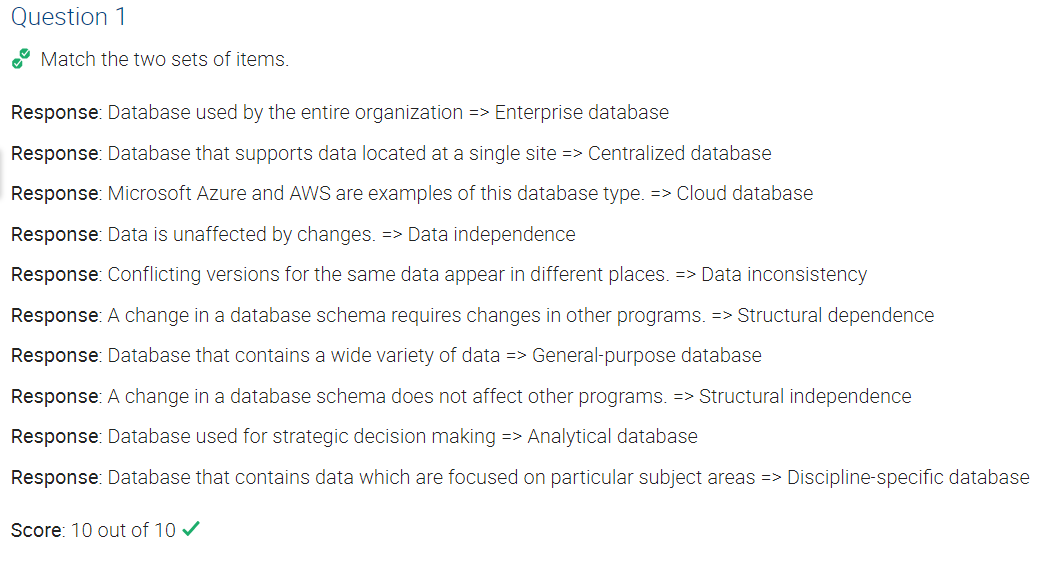 Question 1
Match the two sets of items.
Response: Database used by the entire organization => Enterprise database
Response: Database that supports data located at a single site => Centralized database
Response: Microsoft Azure and AWS are examples of this database type. => Cloud database
Response: Data is unaffected by changes. => Data independence
Response: Conflicting versions for the same data appear in different places. => Data inconsistency
Response: A change in a database schema requires changes in other programs. => Structural dependence
Response: Database that contains a wide variety of data => General-purpose database
Response: A change in a database schema does not affect other programs. => Structural independence
Response: Database used for strategic decision making => Analytical database
Response: Database that contains data which are focused on particular subject areas => Discipline-specific database
Score: 10 out of 10